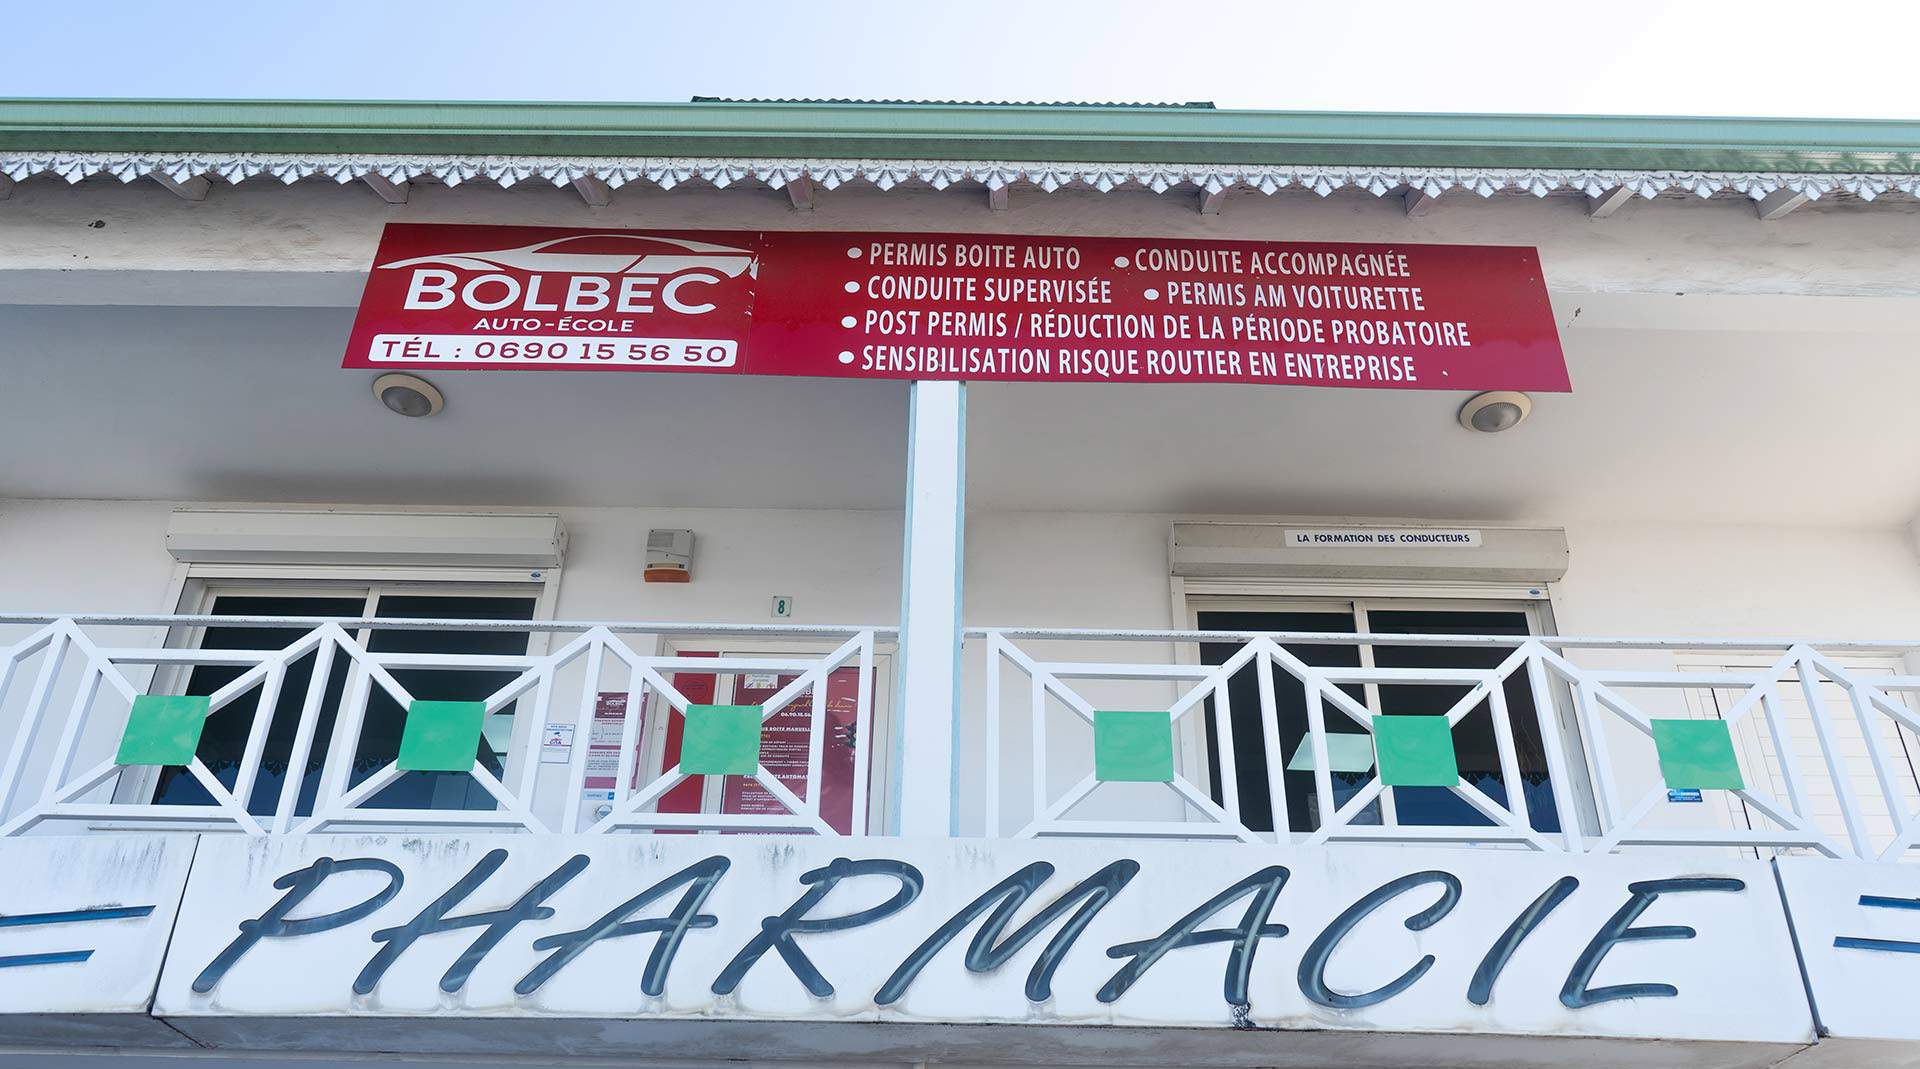 BOLBEC
AUTO-ÉCOLE
TÉL : 0690 15 56 50
• PERMIS BOITE AUTO • CONDUITE ACCOMPAGNÉE
• CONDUITE SUPERVISÉE • PERMIS AM VOITURETTE
• POST PERMIS / RÉDUCTION DE LA PÉRIODE PROBATOIRE
• SENSIBILISATION RISQUE ROUTIER EN ENTREPRISE
LA FORMATION DES CONDUCTEURS
8
PHARMACIE